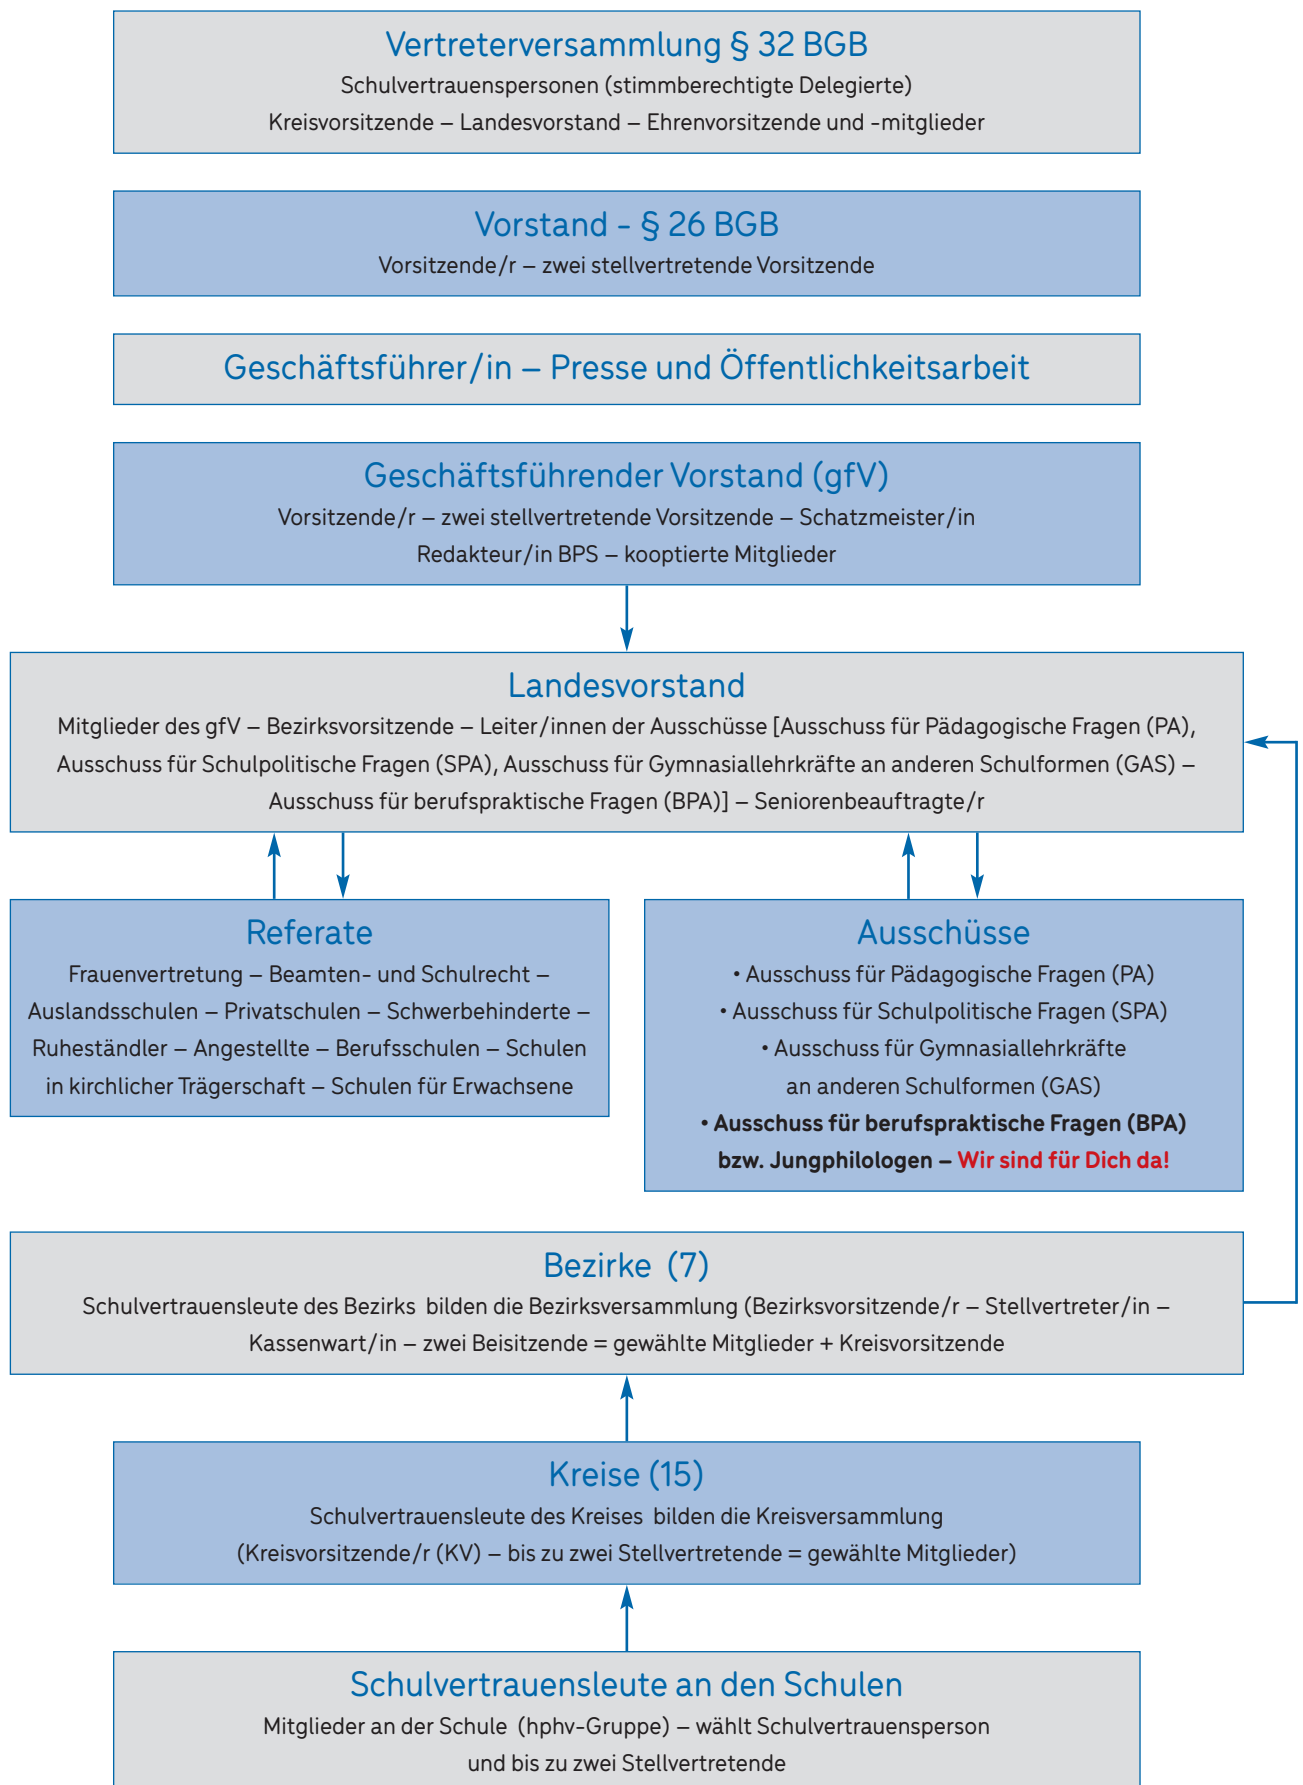 Vertreterversammlung § 32 BGB
Schulvertrauenspersonen (stimmberechtigte Delegierte)
Kreisvorsitzende – Landesvorstand – Ehrenvorsitzende und -mitglieder
Vorstand - § 26 BGB
Vorsitzende/r – zwei stellvertretende Vorsitzende
Geschäftsführer/in – Presse und Öffentlichkeitsarbeit
Geschäftsführender Vorstand (gfV)
Vorsitzende/r – zwei stellvertretende Vorsitzende – Schatzmeister/in
Redakteur/in BPS – kooptierte Mitglieder
Landesvorstand
Mitglieder des gfV – Bezirksvorsitzende – Leiter/innen der Ausschüsse [Ausschuss für Pädagogische Fragen (PA),
Ausschuss für Schulpolitische Fragen (SPA), Ausschuss für Gymnasiallehrkräfte an anderen Schulformen (GAS) –
Ausschuss für berufspraktische Fragen (BPA)] – Seniorenbeauftragte/r
Referate
Frauenvertretung – Beamten- und Schulrecht –
Auslandsschulen – Privatschulen – Schwerbehinderte –
Ruheständler – Angestellte – Berufsschulen – Schulen
in kirchlicher Trägerschaft – Schulen für Erwachsene
Ausschüsse
• Ausschuss für Pädagogische Fragen (PA)
• Ausschuss für Schulpolitische Fragen (SPA)
• Ausschuss für Gymnasiallehrkräfte
an anderen Schulformen (GAS)
• Ausschuss für berufspraktische Fragen (BPA)
bzw. Jungphilologen – Wir sind für Dich da!
Bezirke (7)
Schulvertrauensleute des Bezirks bilden die Bezirksversammlung (Bezirksvorsitzende/r – Stellvertreter/in –
Kassenwart/in – zwei Beisitzende = gewählte Mitglieder + Kreisvorsitzende
Kreise (15)
Schulvertrauensleute des Kreises bilden die Kreisversammlung
(Kreisvorsitzende/r (KV) – bis zu zwei Stellvertretende = gewählte Mitglieder)
Schulvertrauensleute an den Schulen
Mitglieder an der Schule (hphv-Gruppe) – wählt Schulvertrauensperson
und bis zu zwei Stellvertretende